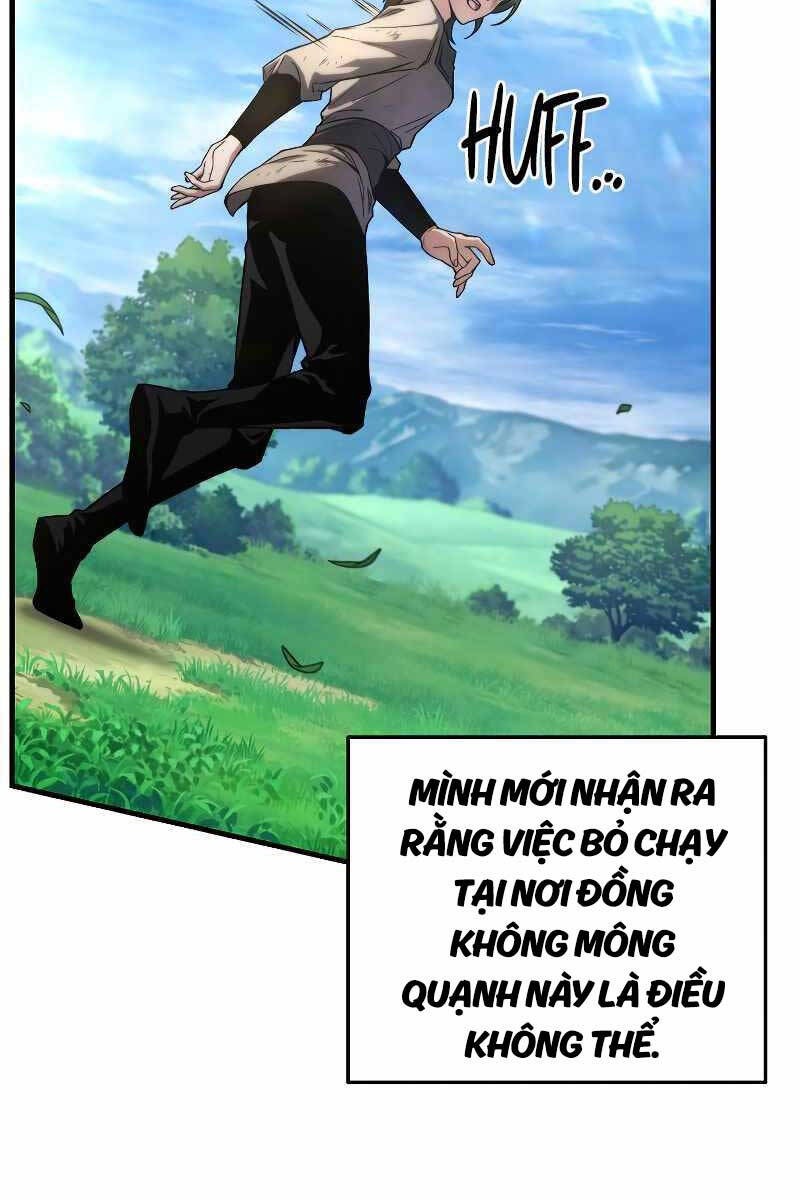 HUFF..
MÌNH MỚI NHẬN RA
RẰNG VIỆC BỎ CHẠY
TẠI NƠI ĐỒNG
KHÔNG MÔNG
QUẠNH NÀY LÀ ĐIỀU
KHÔNG THỂ.